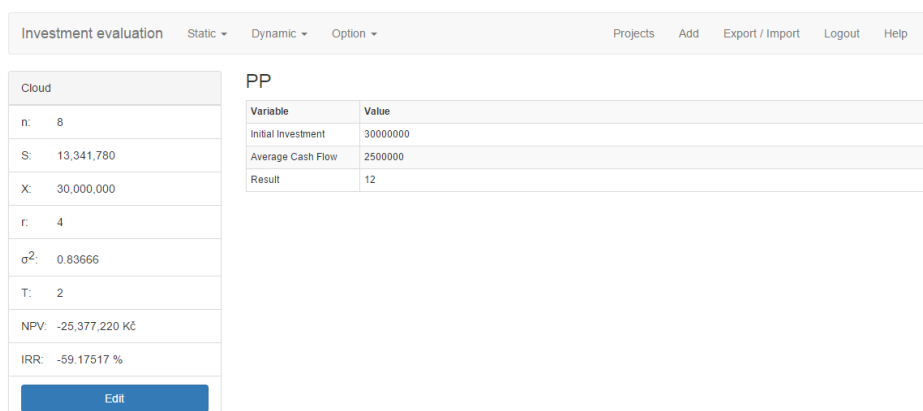 Investment evaluation Static Dynamic Option Projects Add Export / Import Logout Help
Cloud
n: 8
S: 13,341,780
X: 30,000,000
r: 4
σ²: 0.83666
T: 2
NPV: -25,377,220 Kč
IRR: -59.17517 %
Edit
PP
Variable Value
Initial Investment 30000000
Average Cash Flow 2500000
Result 12